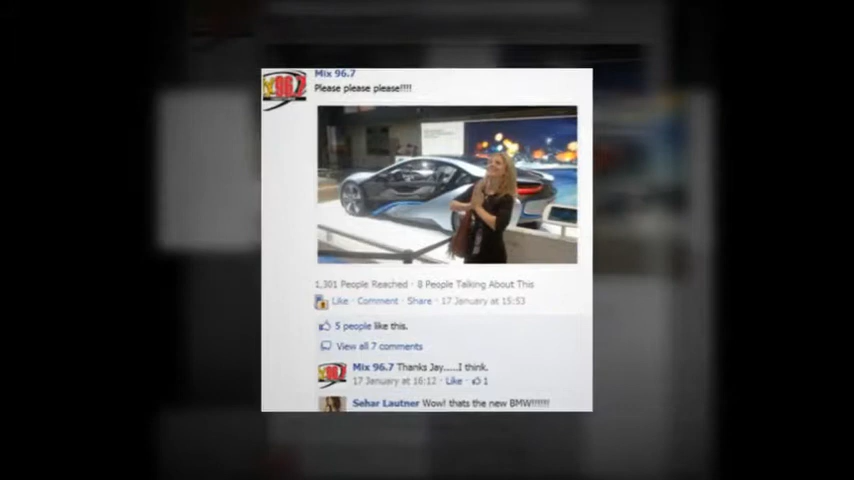 Mix 96.7
Please please please!!!!
1,301 People Reached · 8 People Talking About This
Like · Comment · Share · 17 January at 15:53
5 people like this.
View all 7 comments
Mix 96.7 Thanks Jay.....I think.
17 January at 16:12 · Like · 1
Sehar Lautner Wow! thats the new BMW!!!!!!